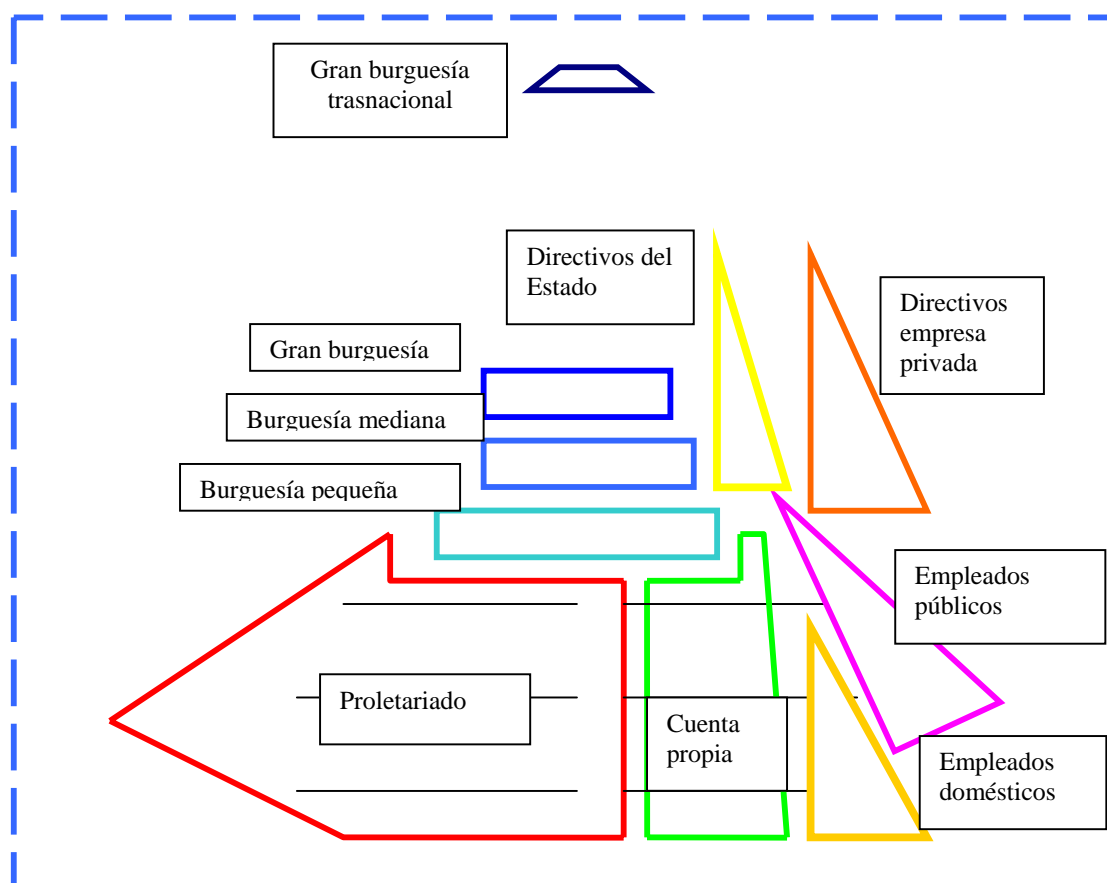 Gran burguesía
trasnacional
Directivos del
Estado
Directivos
empresa
privada
Gran burguesía
Burguesía mediana
Burguesía pequeña
Empleados
públicos
Proletariado
Cuenta
propia
Empleados
domésticos